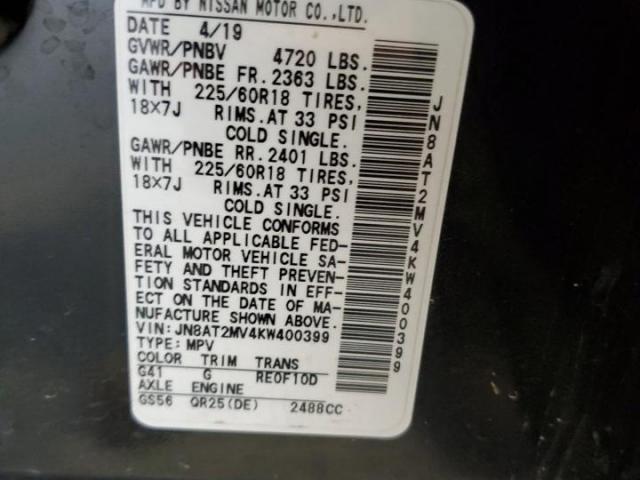 MFD BY NISSAN MOTOR CO.,LTD.
DATE 4/19
GVWR/PNBV 4720 LBS.
GAWR/PNBE FR. 2363 LBS.
WITH 225/60R18 TIRES,
18X7J RIMS. AT 33 PSI
COLD SINGLE.
GAWR/PNBE RR. 2401 LBS.
WITH 225/60R18 TIRES,
18X7J RIMS. AT 33 PSI
COLD SINGLE.
THIS VEHICLE CONFORMS
TO ALL APPLICABLE FED-
ERAL MOTOR VEHICLE SA-
FETY AND THEFT PREVEN-
TION STANDARDS IN EFF-
ECT ON THE DATE OF MA-
NUFACTURE SHOWN ABOVE.
VIN: JN8AT2MV4KW400399
TYPE: MPV
COLOR TRIM TRANS
G41 G RE0F10D
AXLE ENGINE
GS56 QR25(DE) 2488CC
JN8AT2MV4KW400399